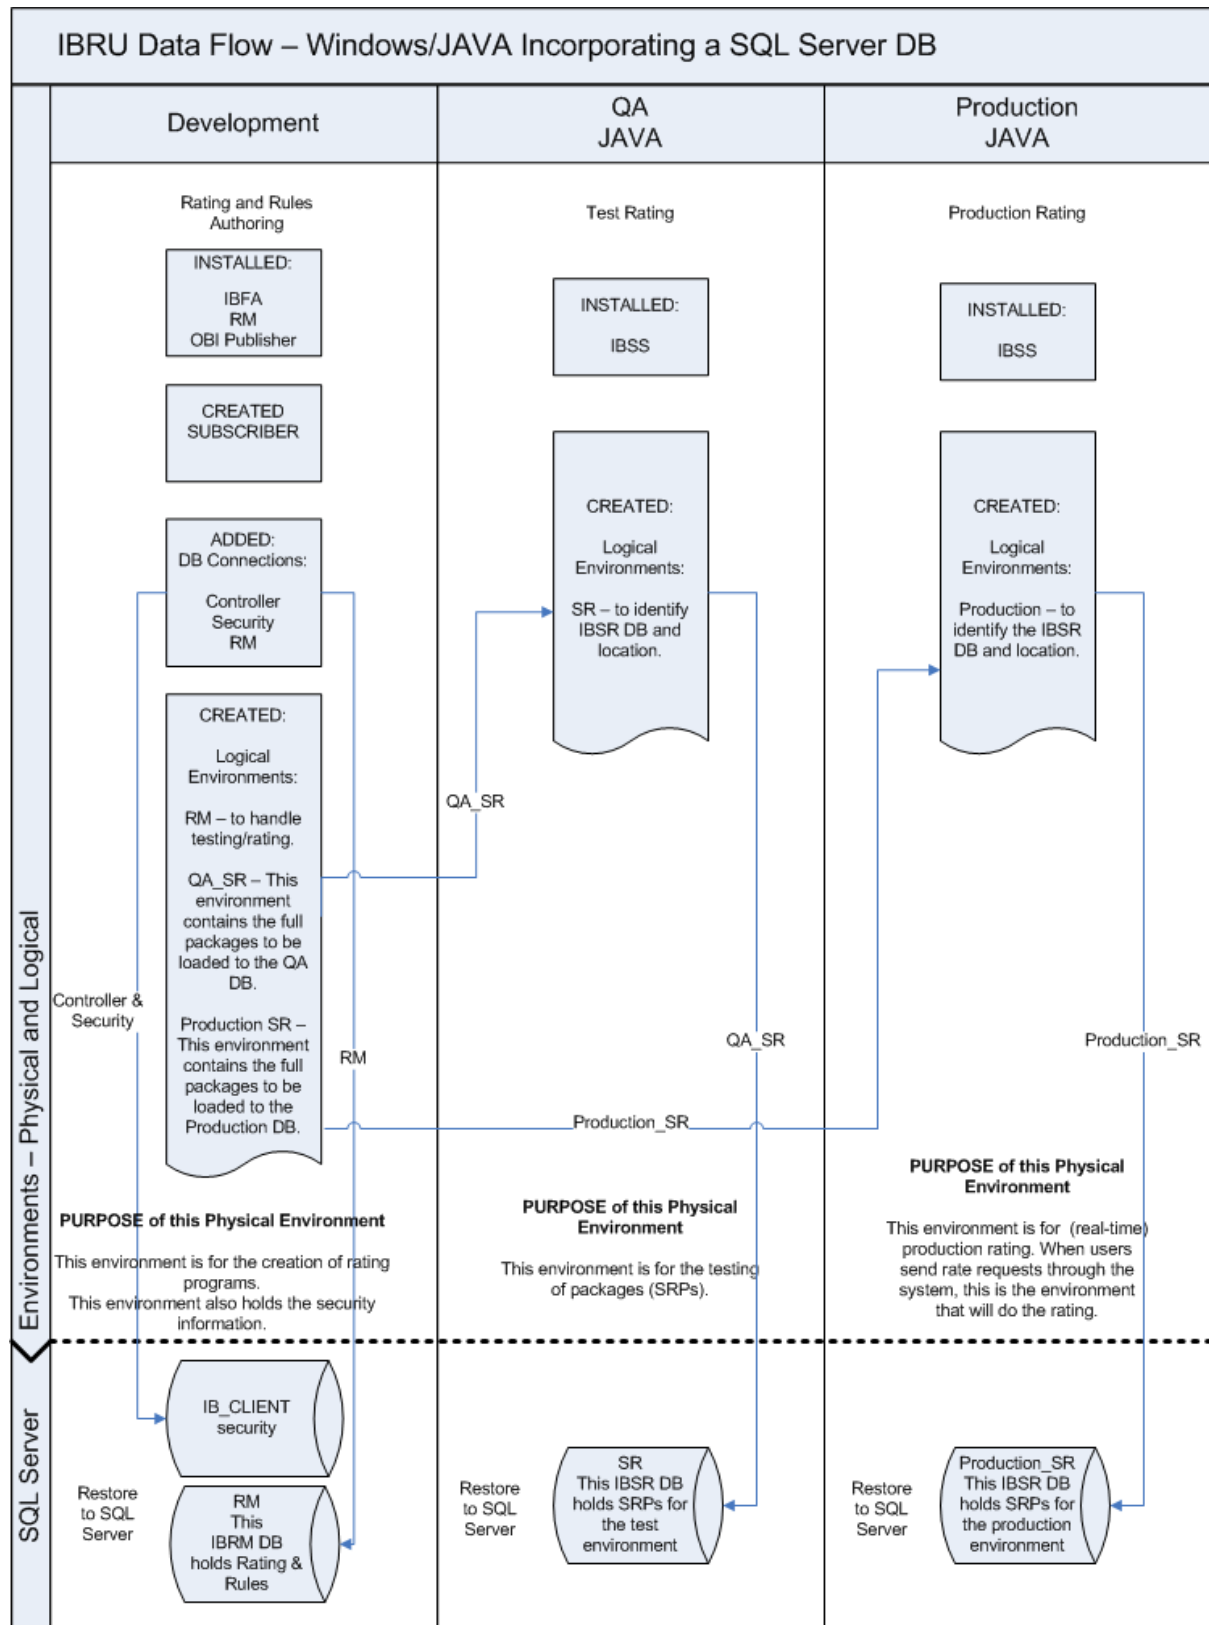 IBRU Data Flow – Windows/JAVA Incorporating a SQL Server DB
Environments – Physical and Logical
SQL Server
Development
Rating and Rules
Authoring
INSTALLED:
IBFA
RM
OBI Publisher
CREATED
SUBSCRIBER
ADDED:
DB Connections:
Controller
Security
RM
CREATED:
Logical
Environments:
RM – to handle
testing/rating.
QA_SR – This
environment
contains the full
packages to be
loaded to the QA
DB.
Production SR –
This environment
contains the full
packages to be
loaded to the
Production DB.
Controller &
Security
RM
PURPOSE of this Physical Environment
This environment is for the creation of rating
programs.
This environment also holds the security
information.
IB_CLIENT
security
Restore
to SQL
Server
RM
This
IBRM DB
holds Rating &
Rules
QA
JAVA
Test Rating
INSTALLED:
IBSS
CREATED:
Logical
Environments:
SR – to identify
IBSR DB and
location.
QA_SR
QA_SR
Production_SR
PURPOSE of this Physical
Environment
This environment is for the testing
of packages (SRPs).
Restore
to SQL
Server
SR
This IBSR DB
holds SRPs for
the test
environment
Production
JAVA
Production Rating
INSTALLED:
IBSS
CREATED:
Logical
Environments:
Production – to
identify the IBSR
DB and location.
Production_SR
PURPOSE of this Physical
Environment
This environment is for (real-time)
production rating. When users
send rate requests through the
system, this is the environment
that will do the rating.
Restore
to SQL
Server
Production_SR
This IBSR DB
holds SRPs for
the production
environment